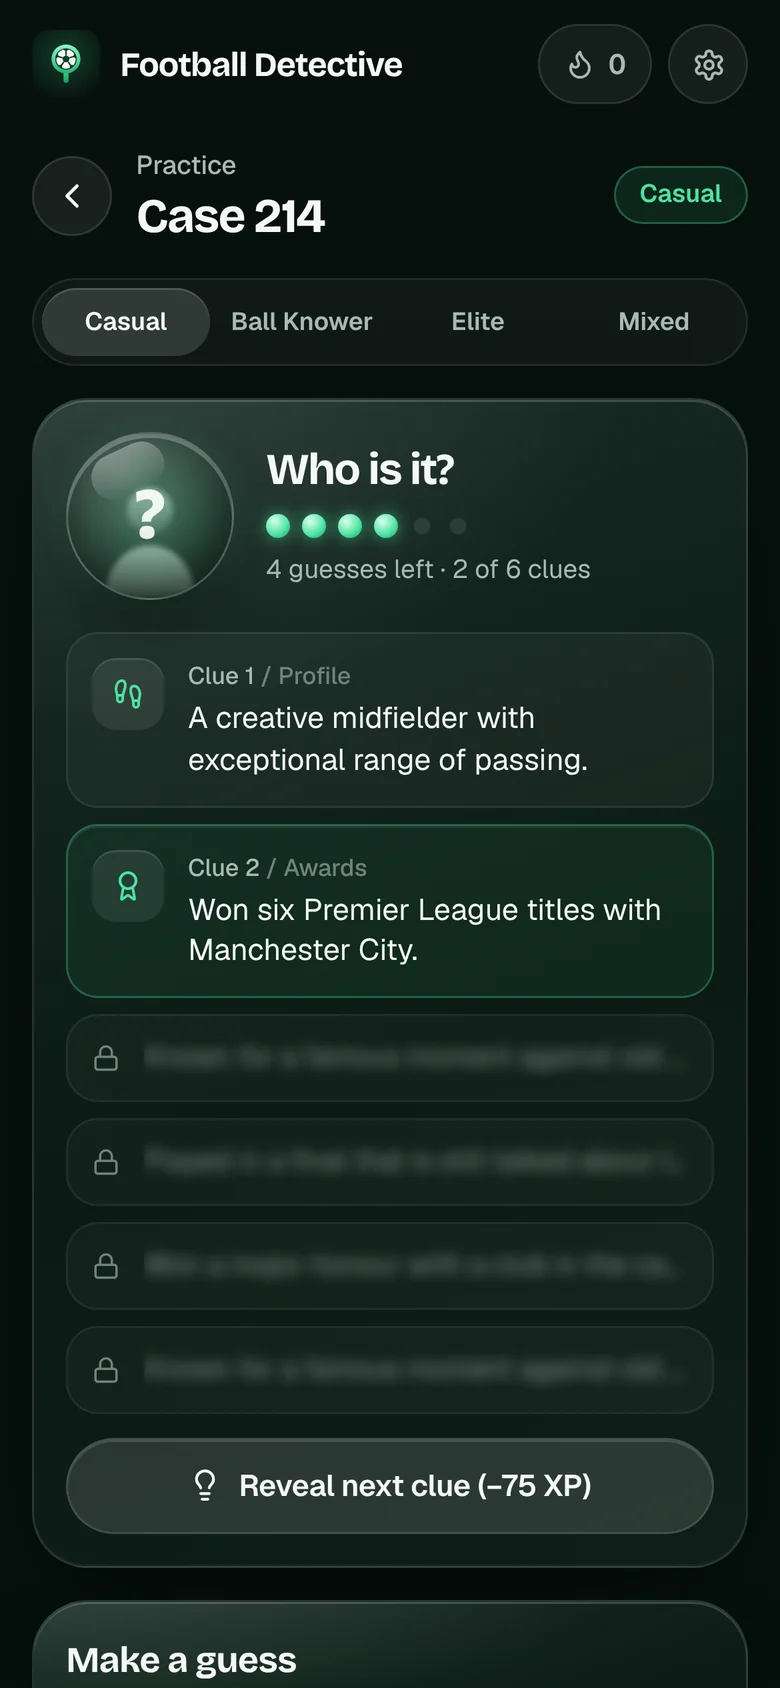 Football Detective
0
Practice
Case 214
Casual
Casual
Ball Knower
Elite
Mixed
?
Who is it?
4 guesses left · 2 of 6 clues
Clue 1 / Profile
A creative midfielder with
exceptional range of passing.
Clue 2 / Awards
Won six Premier League titles with
Manchester City.
Reveal next clue (–75 XP)
Make a guess